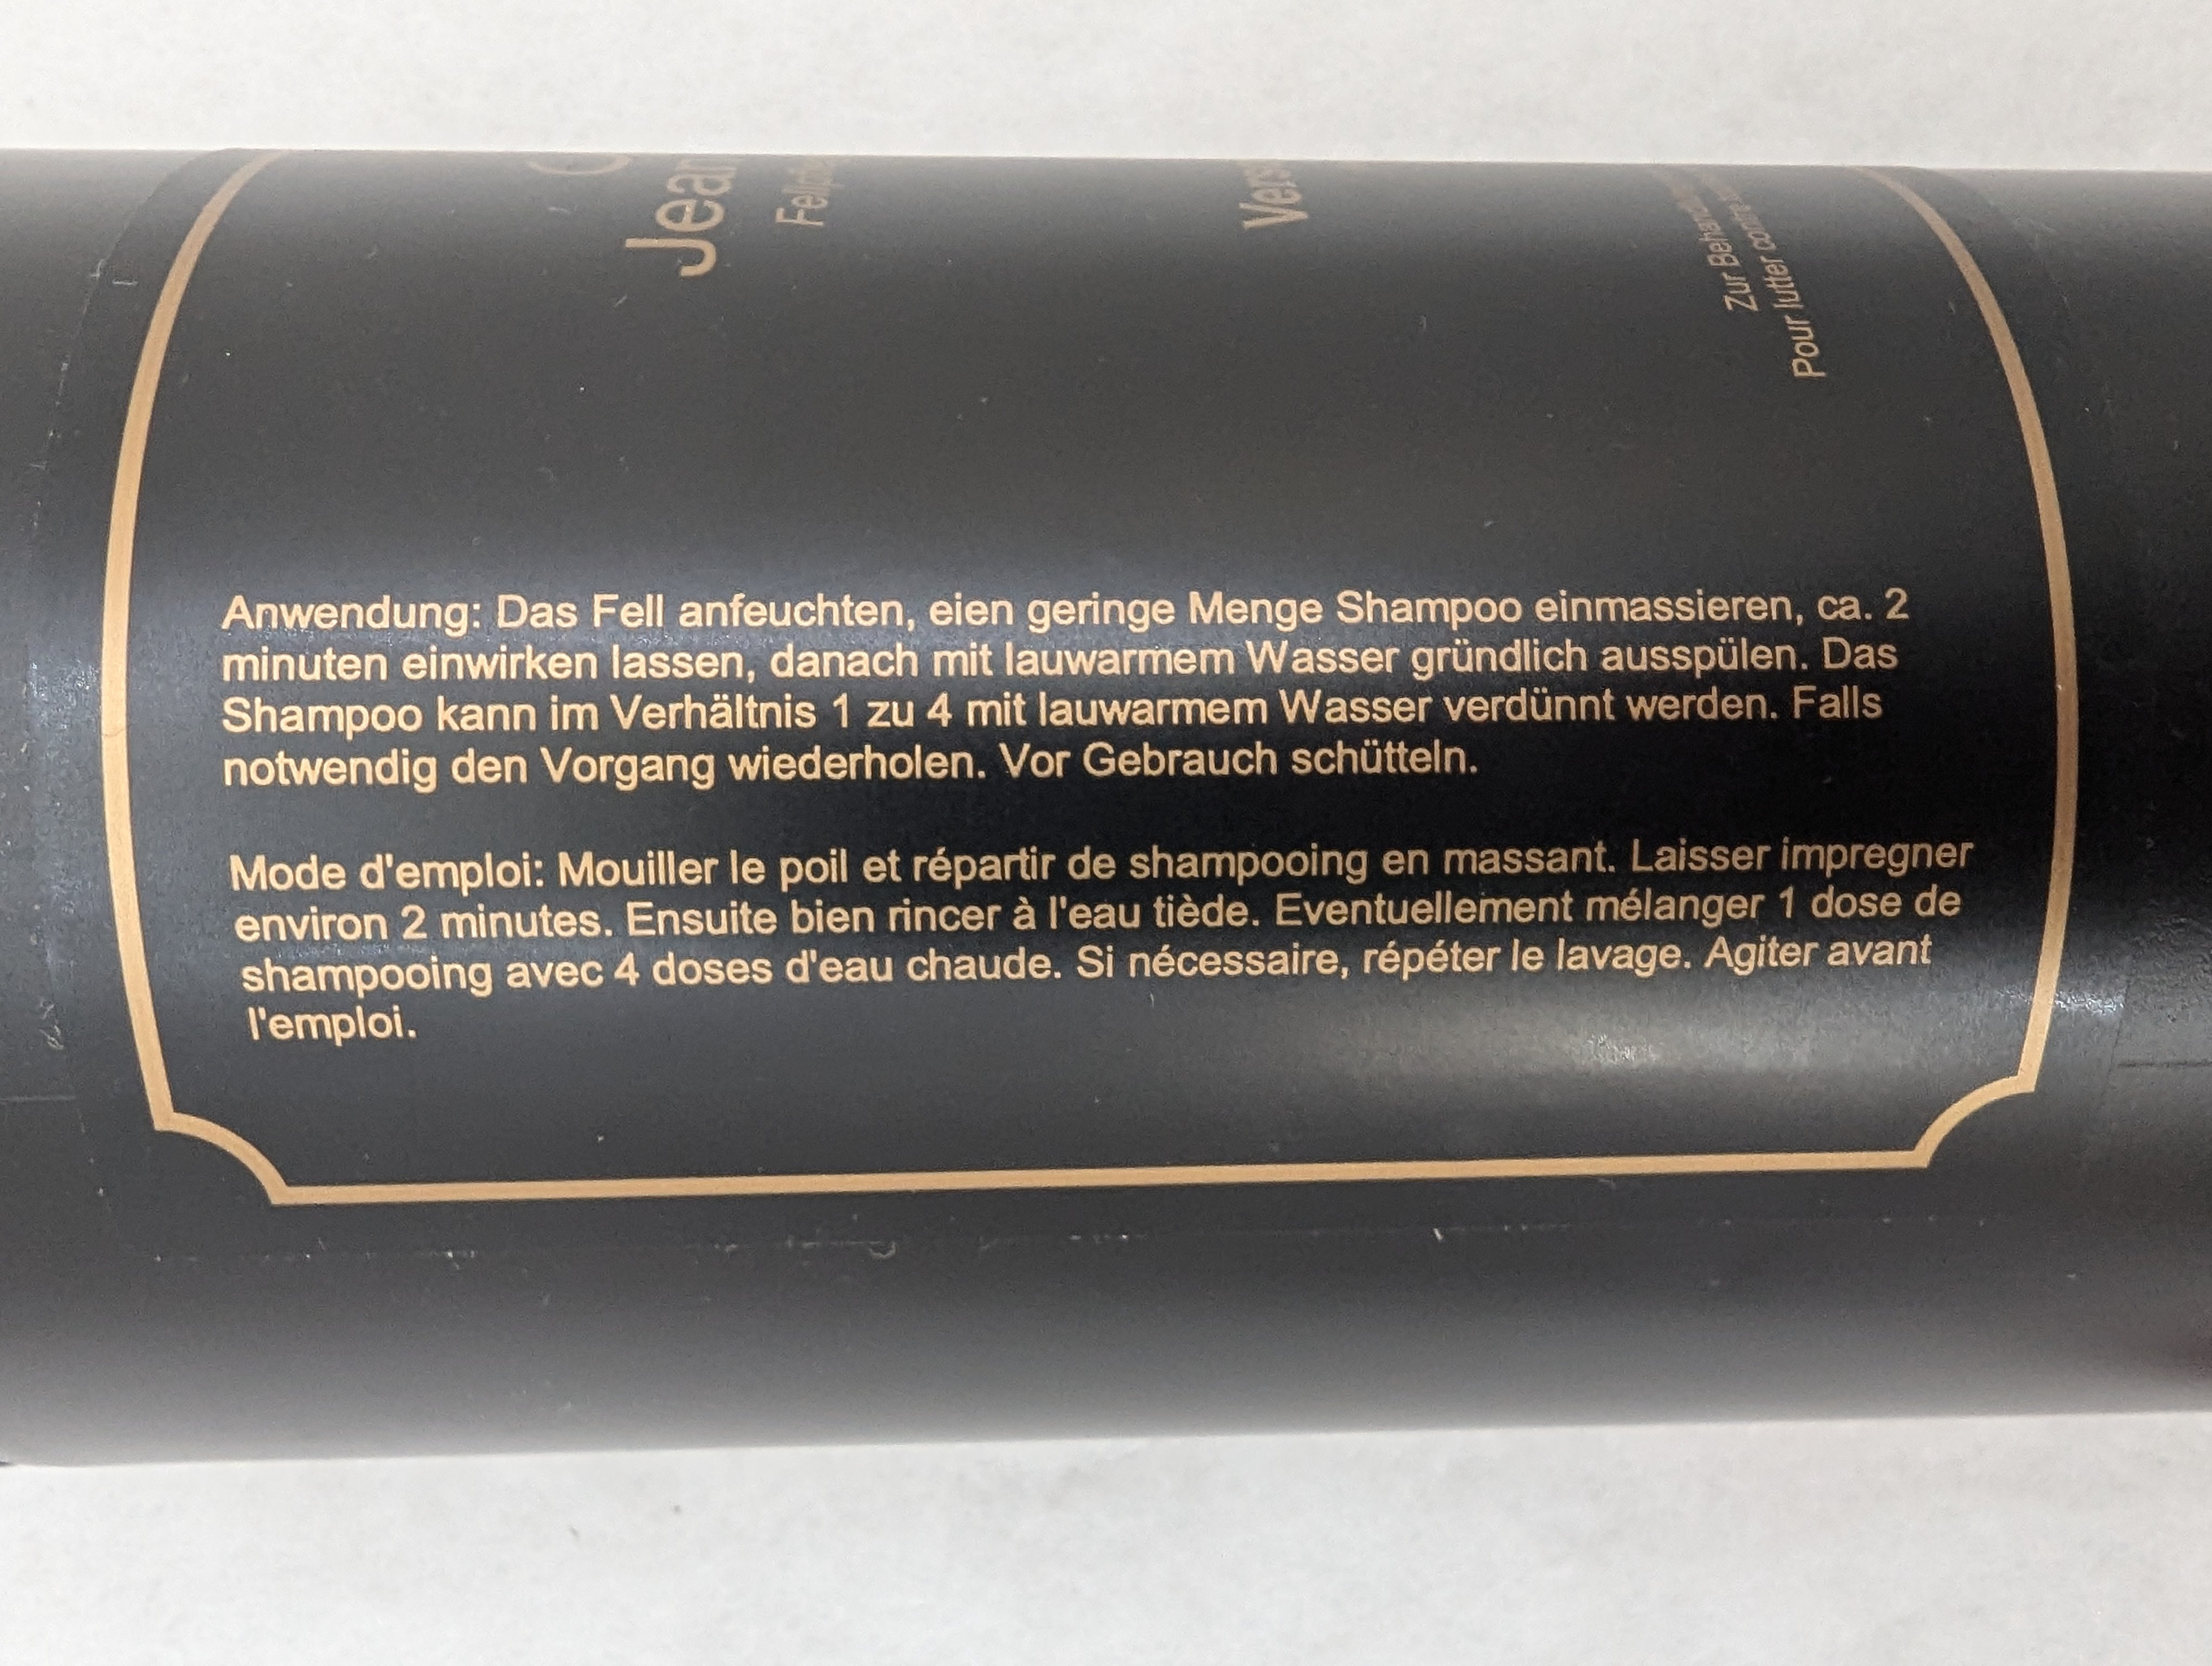 Jean
Zur
Pour lutter contre
Anwendung: Das Fell anfeuchten, eien geringe Menge Shampoo einmassieren, ca. 2
minuten einwirken lassen, danach mit lauwarmem Wasser gründlich ausspülen. Das
Shampoo kann im Verhältnis 1 zu 4 mit lauwarmem Wasser verdünnt werden. Falls
notwendig den Vorgang wiederholen. Vor Gebrauch schütteln.
Mode d'emploi: Mouiller le poil et répartir de shampooing en massant. Laisser impregner
environ 2 minutes. Ensuite bien rincer à l'eau tiède. Eventuellement mélanger 1 dose de
shampooing avec 4 doses d'eau chaude. Si nécessaire, répéter le lavage. Agiter avant
l'emploi.